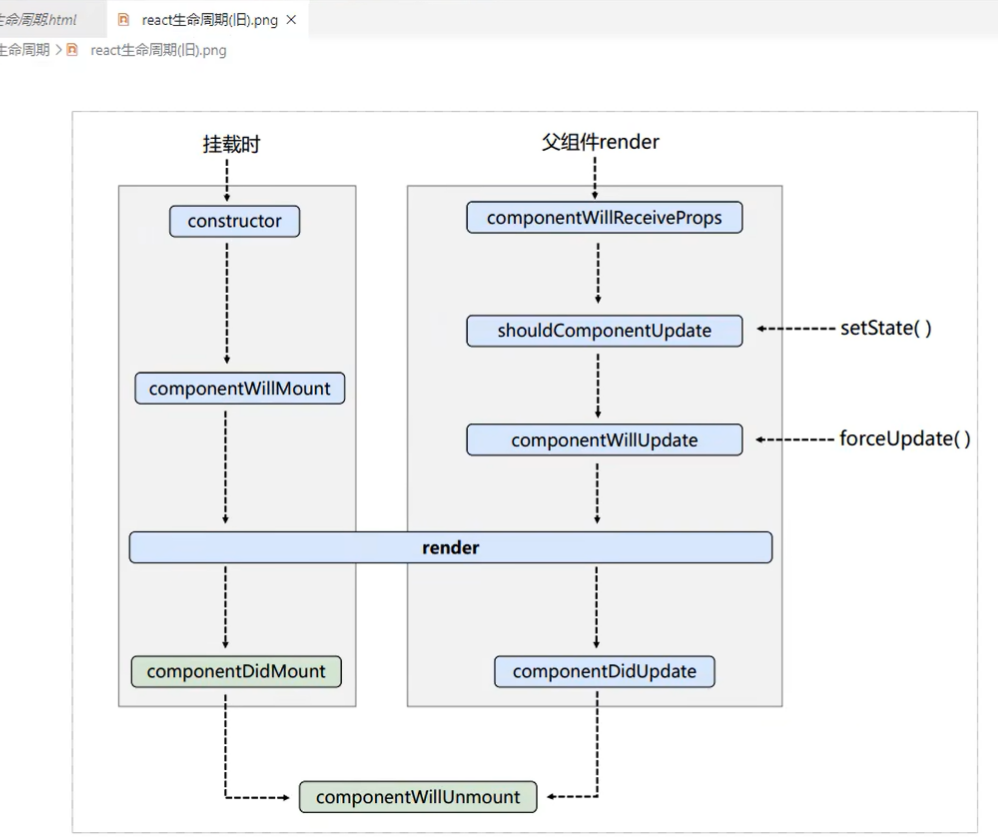 生命周期.html
react生命周期(旧).png
生命周期 > react生命周期(旧).png
挂载时
父组件render
constructor
componentWillReceiveProps
shouldComponentUpdate
setState( )
componentWillMount
componentWillUpdate
forceUpdate( )
render
componentDidMount
componentDidUpdate
componentWillUnmount